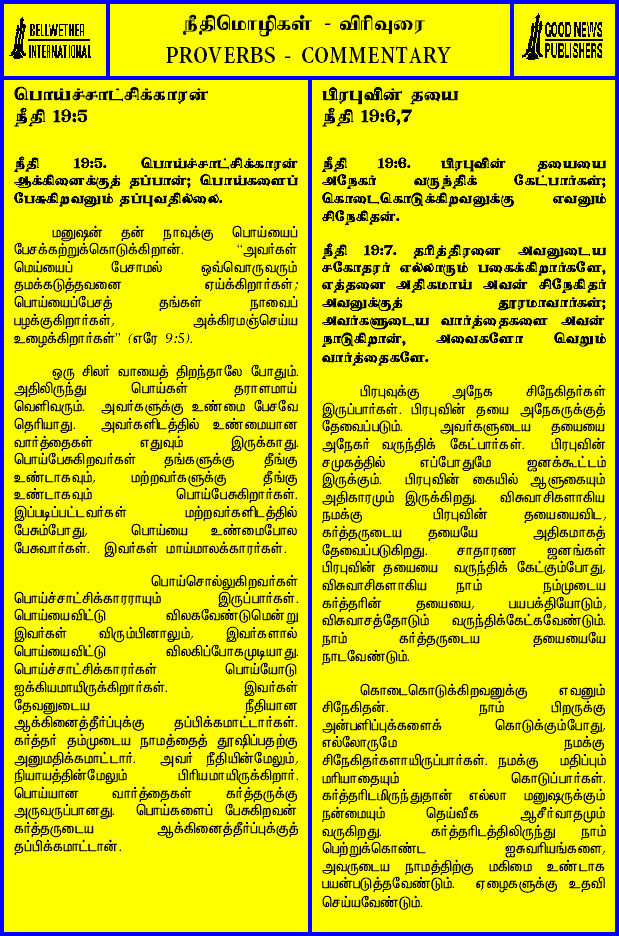 BELLWETHER
INTERNATIONAL
நீதிமொழிகள் - விரிவுரை
PROVERBS - COMMENTARY
GOOD NEWS
PUBLISHERS
பொய்ச்சாட்சிக்காரன்
நீதி 19:5
நீதி 19:5. பொய்ச்சாட்சிக்காரன்
ஆக்கினைக்குத் தப்பான்; பொய்களைப்
பேசுகிறவனும் தப்புவதில்லை.
மனுஷன் தன் நாவுக்கு பொய்யைப்
பேசக்கற்றுக்கொடுக்கிறான். “அவர்கள்
மெய்யைப் பேசாமல் ஒவ்வொருவரும்
தமக்கடுத்தவனை ஏய்க்கிறார்கள்;
பொய்யைப்பேசத் தங்கள் நாவைப்
பழக்குகிறார்கள், அக்கிரமஞ்செய்ய
உழைக்கிறார்கள்” (எரே 9:5).
ஒரு சிலர் வாயைத் திறந்தாலே போதும்.
அதிலிருந்து பொய்கள் தராளமாய்
வெளிவரும். அவர்களுக்கு உண்மை பேசவே
தெரியாது. அவர்களிடத்தில் உண்மையான
வார்த்தைகள் எதுவும் இருக்காது.
பொய்பேசுகிறவர்கள் தங்களுக்கு தீங்கு
உண்டாகவும், மற்றவர்களுக்கு தீங்கு
உண்டாகவும் பொய்பேசுகிறார்கள்.
இப்படிப்பட்டவர்கள் மற்றவர்களிடத்தில்
பேசும்போது, பொய்யை உண்மைபோல
பேசுவார்கள். இவர்கள் மாய்மாலக்காரர்கள்.
பொய்சொல்லுகிறவர்கள்
பொய்ச்சாட்சிக்காரராயும் இருப்பார்கள்.
பொய்யைவிட்டு விலகவேண்டுமென்று
இவர்கள் விரும்பினாலும், இவர்களால்
பொய்யைவிட்டு விலகிப்போகமுடியாது.
பொய்ச்சாட்சிக்காரர்கள் பொய்யோடு
ஐக்கியமாயிருக்கிறார்கள். இவர்கள்
தேவனுடைய நீதியான
ஆக்கினைத்தீர்ப்புக்கு தப்பிக்கமாட்டார்கள்.
கர்த்தர் தம்முடைய நாமத்தைத் தூஷிப்பதற்கு
அனுமதிக்கமாட்டார். அவர் நீதியின்மேலும்,
நியாயத்தின்மேலும் பிரியமாயிருக்கிறார்.
பொய்யான வார்த்தைகள் கர்த்தருக்கு
அருவருப்பானது. பொய்களைப் பேசுகிறவன்
கர்த்தருடைய ஆக்கினைத்தீர்ப்புக்குத்
தப்பிக்கமாட்டான்.
பிரபுவின் தயை
நீதி 19:6,7
நீதி 19:6. பிரபுவின் தயையை
அநேகர் வருந்திக் கேட்பார்கள்;
கொடைகொடுக்கிறவனுக்கு எவனும்
சிநேகிதன்.
நீதி 19:7. தரித்திரனை அவனுடைய
சகோதரர் எல்லாரும் பகைக்கிறார்களே,
எத்தனை அதிகமாய் அவன் சிநேகிதர்
அவனுக்குத் தூரமாவார்கள்;
அவர்களுடைய வார்த்தைகளை அவன்
நாடுகிறான், அவைகளோ வெறும்
வார்த்தைகளே.
பிரபுவுக்கு அநேக சிநேகிதர்கள்
இருப்பார்கள். பிரபுவின் தயை அநேகருக்குத்
தேவைப்படும். அவர்களுடைய தயையை
அநேகர் வருந்திக் கேட்பார்கள். பிரபுவின்
சமுகத்தில் எப்போதுமே ஜனக்கூட்டம்
இருக்கும். பிரபுவின் கையில் ஆளுகையும்
அதிகாரமும் இருக்கிறது. விசுவாசிகளாகிய
நமக்கு பிரபுவின் தயையைவிட,
கர்த்தருடைய தயையே அதிகமாகத்
தேவைப்படுகிறது. சாதாரண ஜனங்கள்
பிரபுவின் தயையை வருந்திக் கேட்கும்போது,
விசுவாசிகளாகிய நாம் நம்முடைய
கர்த்தரின் தயையை, பயபக்தியோடும்,
விசுவாசத்தோடும் வருந்திக்கேட்கவேண்டும்.
நாம் கர்த்தருடைய தயையையே
நாடவேண்டும்.
கொடைகொடுக்கிறவனுக்கு எவனும்
சிநேகிதன். நாம் பிறருக்கு
அன்பளிப்புக்களைக் கொடுக்கும்போது,
எல்லோருமே நமக்கு
சிநேகிதர்களாயிருப்பார்கள். நமக்கு மதிப்பும்
மரியாதையும் கொடுப்பார்கள்.
கர்த்தரிடமிருந்துதான் எல்லா மனுஷருக்கும்
நன்மையும் தெய்வீக ஆசீர்வாதமும்
வருகிறது. கர்த்தரிடத்திலிருந்து நாம்
பெற்றுக்கொண்ட ஐசுவரியங்களை,
அவருடைய நாமத்திற்கு மகிமை உண்டாக
பயன்படுத்தவேண்டும். ஏழைகளுக்கு உதவி
செய்யவேண்டும்.